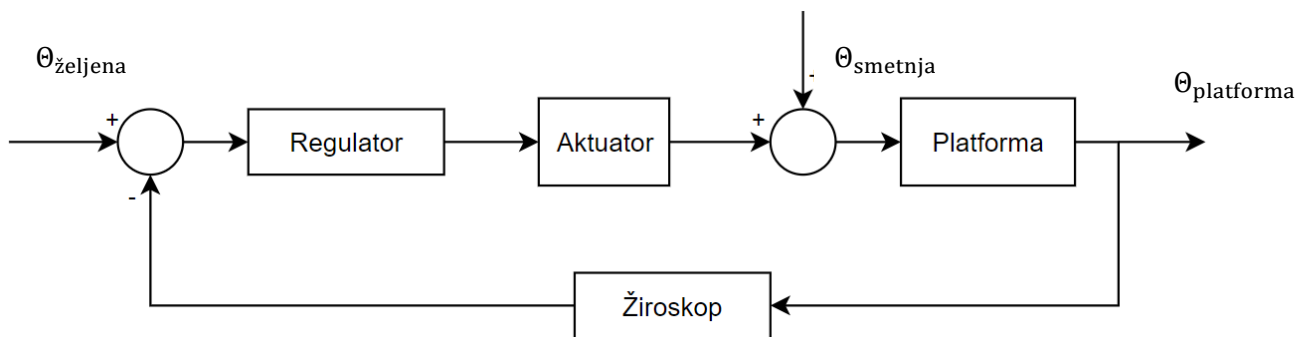 Θželjena
+
-
Regulator
Aktuator
+
-
Θsmetnja
Platforma
Θplatforma
Žiroskop